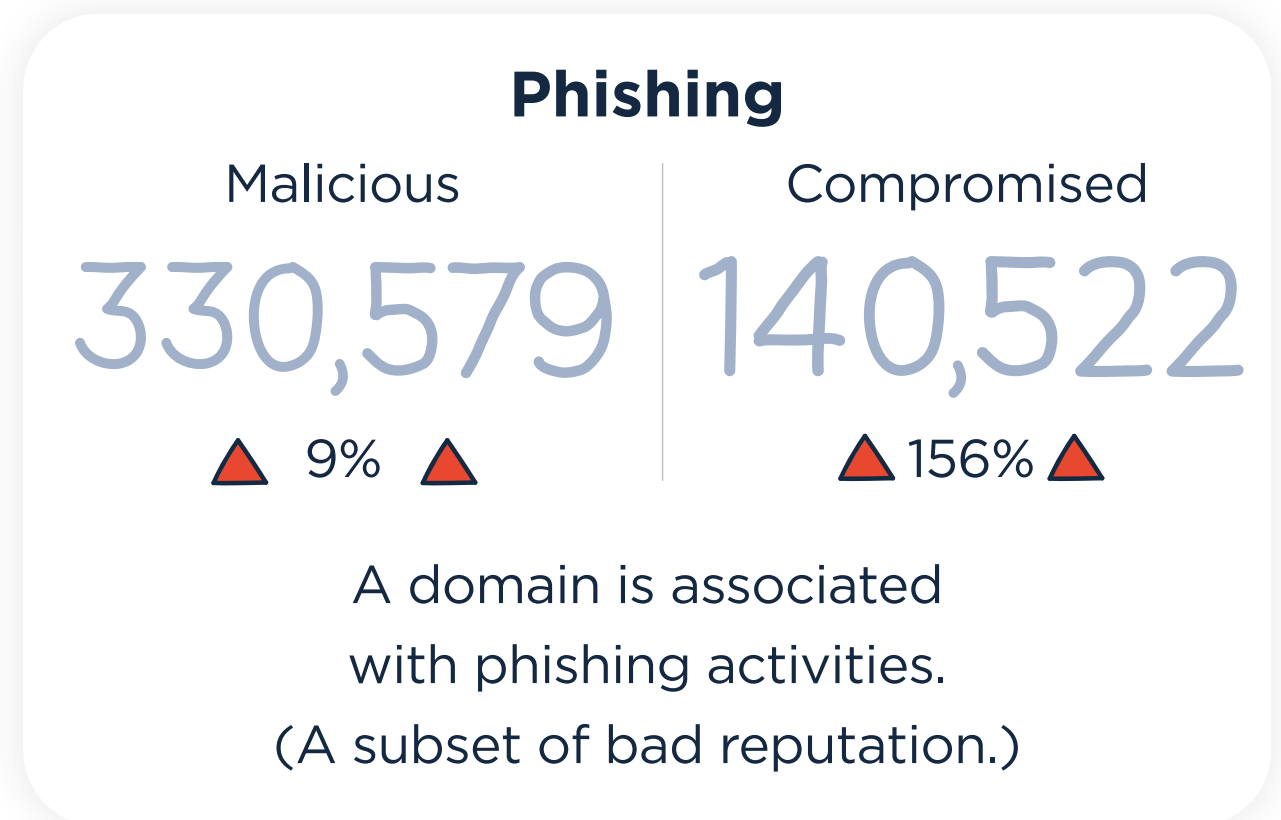 Phishing
Malicious
330,579
▲ 9% ▲
Compromised
140,522
▲ 156% ▲
A domain is associated
with phishing activities.
(A subset of bad reputation.)